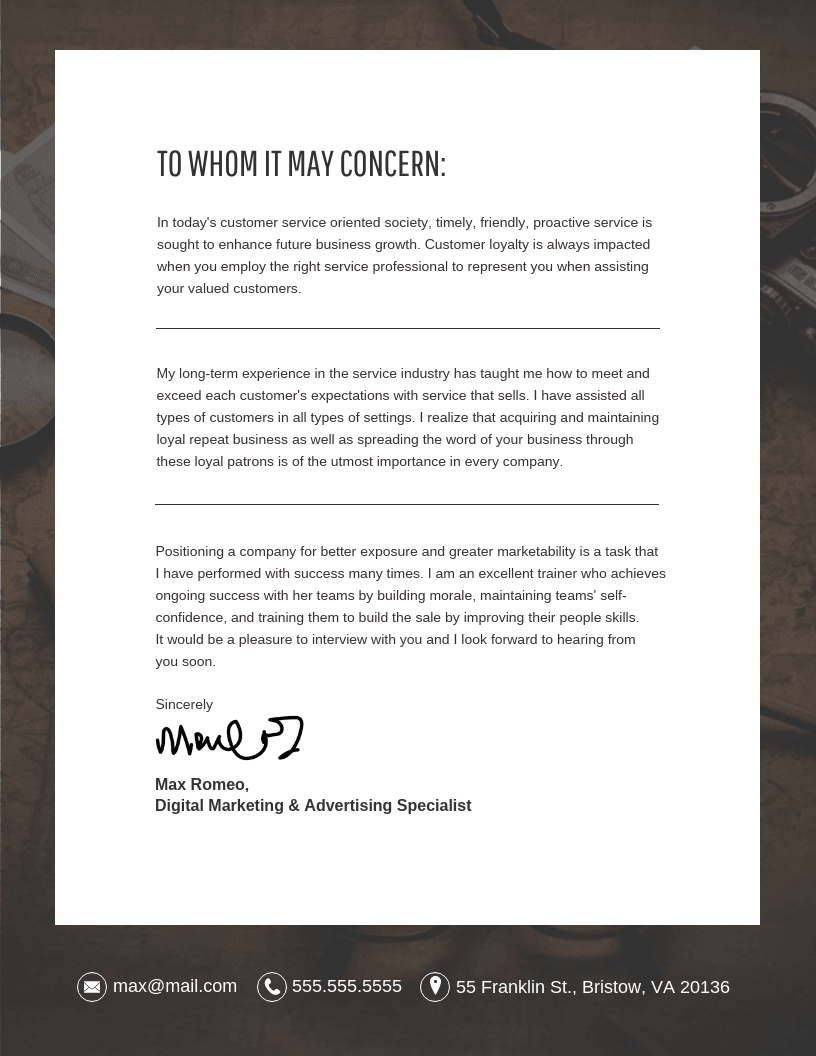 TO WHOM IT MAY CONCERN:
In today's customer service oriented society, timely, friendly, proactive service is
sought to enhance future business growth. Customer loyalty is always impacted
when you employ the right service professional to represent you when assisting
your valued customers.
My long-term experience in the service industry has taught me how to meet and
exceed each customer's expectations with service that sells. I have assisted all
types of customers in all types of settings. I realize that acquiring and maintaining
loyal repeat business as well as spreading the word of your business through
these loyal patrons is of the utmost importance in every company.
Positioning a company for better exposure and greater marketability is a task that
I have performed with success many times. I am an excellent trainer who achieves
ongoing success with her teams by building morale, maintaining teams' self-
confidence, and training them to build the sale by improving their people skills.
It would be a pleasure to interview with you and I look forward to hearing from
you soon.
Sincerely
Max Romeo,
Digital Marketing & Advertising Specialist
max@mail.com 555.555.5555 55 Franklin St., Bristow, VA 20136